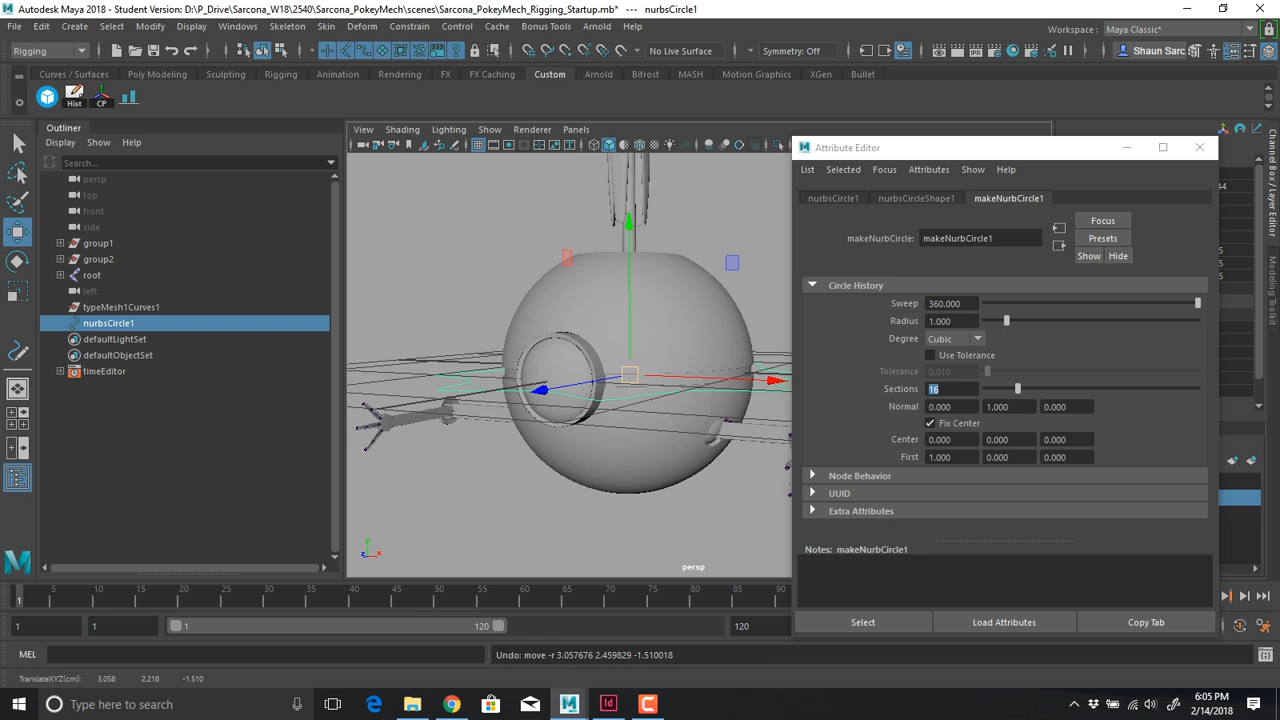 Autodesk Maya 2018 - Student Version: D:\P_Drive\Sarcona_W18\2540\Sarcona_PokeyMech\scenes\Sarcona_PokeyMech_Rigging_Startup.mb* --- nurbsCircle1
File Edit Create Select Modify Display Windows Skeleton Skin Deform Constrain Control Cache Bonus Tools Arnold Help
Workspace : Maya Classic*
Rigging
No Live Surface
Symmetry: Off
Shaun Sarc
Curves / Surfaces Poly Modeling Sculpting Rigging Animation Rendering FX FX Caching Custom Arnold Bifrost MASH Motion Graphics XGen Bullet
Hist CP
Outliner
Display Show Help
Search...
persp
top
front
side
group1
group2
root
left
typeMesh1Curves1
nurbsCircle1
defaultLightSet
defaultObjectSet
timeEditor
View Shading Lighting Show Renderer Panels
persp
Attribute Editor
List Selected Focus Attributes Show Help
nurbsCircle1 nurbsCircleShape1 makeNurbCircle1
makeNurbCircle: makeNurbCircle1
Focus
Presets
Show Hide
Circle History
Sweep 360.000
Radius 1.000
Degree Cubic
Use Tolerance
Tolerance 0.010
Sections 16
Normal 0.000 1.000 0.000
Fix Center
Center 0.000 0.000 0.000
First 1.000 0.000 0.000
Node Behavior
UUID
Extra Attributes
Notes: makeNurbCircle1
Select Load Attributes Copy Tab
Channel Box / Layer Editor
Modeling Toolkit
44
5 10 15 20 25 30 35 40 45 50 55 60 65 70 75 80 85 90
1
1 1 1 120 120
MEL
Undo: move -r 3.057676 2.459829 -1.510018
TranslateXYZ(cm): 3.058 2.216 -1.510
Type here to search
6:05 PM
2/14/2018